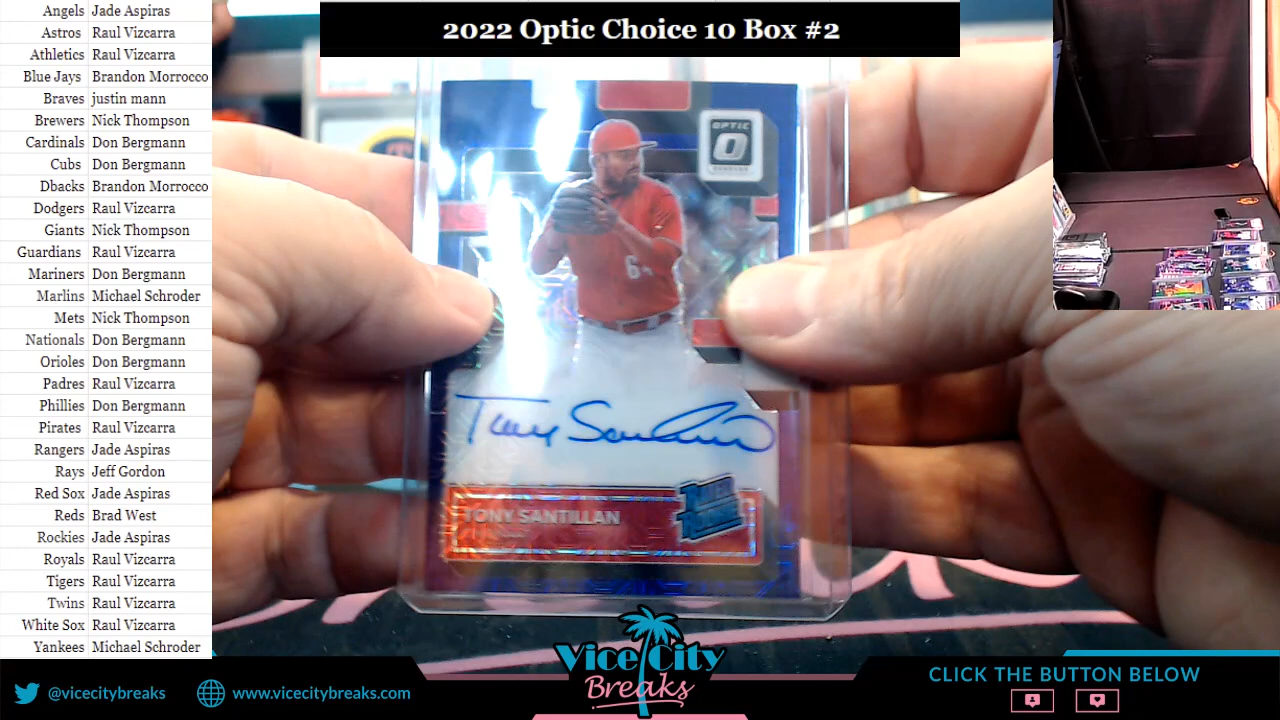 2022 Optic Choice 10 Box #2
Angels Jade Aspiras
Astros Raul Vizcarra
Athletics Raul Vizcarra
Blue Jays Brandon Morrocco
Braves justin mann
Brewers Nick Thompson
Cardinals Don Bergmann
Cubs Don Bergmann
Dbacks Brandon Morrocco
Dodgers Raul Vizcarra
Giants Nick Thompson
Guardians Raul Vizcarra
Mariners Don Bergmann
Marlins Michael Schroder
Mets Nick Thompson
Nationals Don Bergmann
Orioles Don Bergmann
Padres Raul Vizcarra
Phillies Don Bergmann
Pirates Raul Vizcarra
Rangers Jade Aspiras
Rays Jeff Gordon
Red Sox Jade Aspiras
Reds Brad West
Rockies Jade Aspiras
Royals Raul Vizcarra
Tigers Raul Vizcarra
Twins Raul Vizcarra
White Sox Raul Vizcarra
Yankees Michael Schroder
OPTIC
Tony Santillan
TONY SANTILLAN
@vicecitybreaks
www.vicecitybreaks.com
Vice City
Breaks
CLICK THE BUTTON BELOW